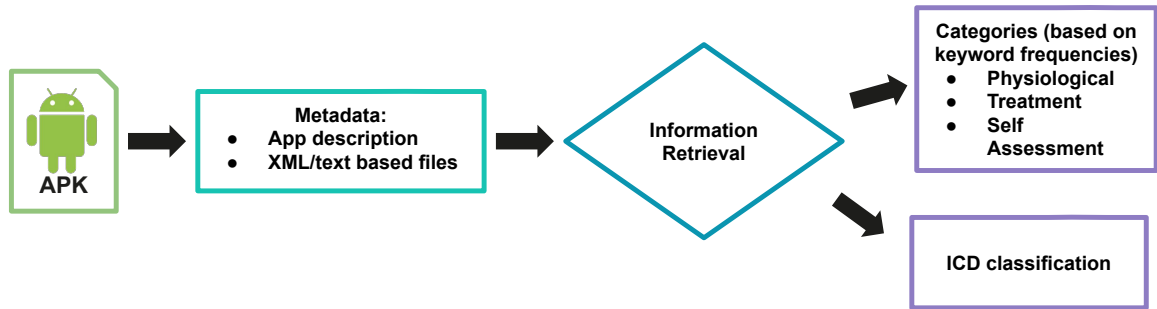 APK
Metadata:
● App description
● XML/text based files
Information
Retrieval
Categories (based on
keyword frequencies)
● Physiological
● Treatment
● Self
Assessment
ICD classification